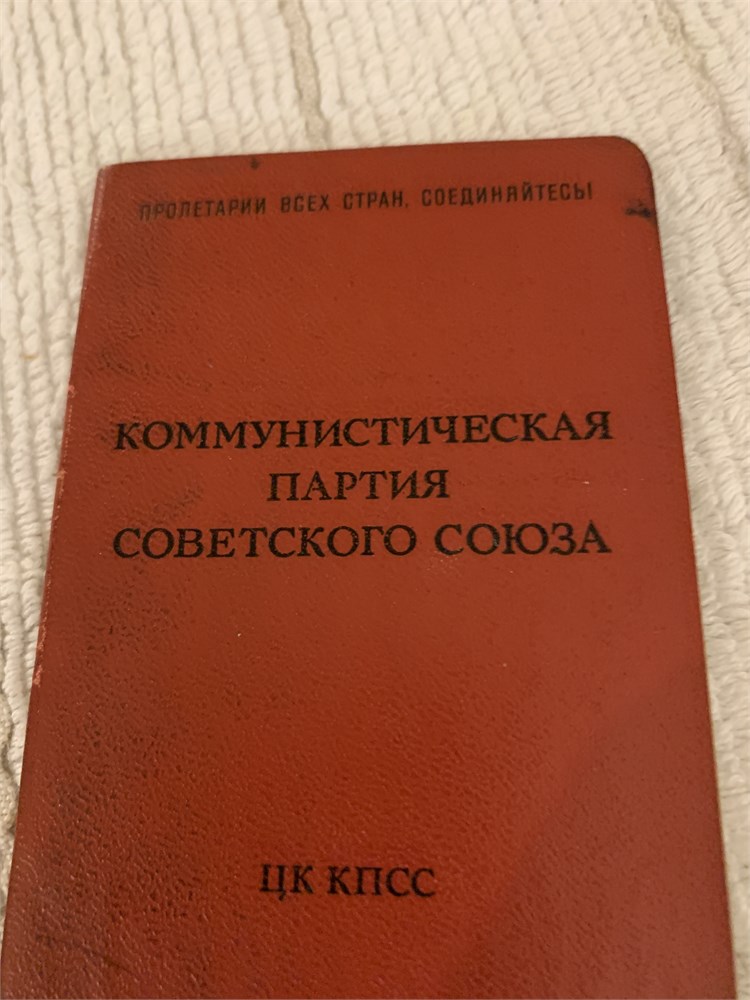 ПРОЛЕТАРИИ ВСЕХ СТРАН, СОЕДИНЯЙТЕСЬ!
КОММУНИСТИЧЕСКАЯ
ПАРТИЯ
СОВЕТСКОГО СОЮЗА
ЦК КПСС